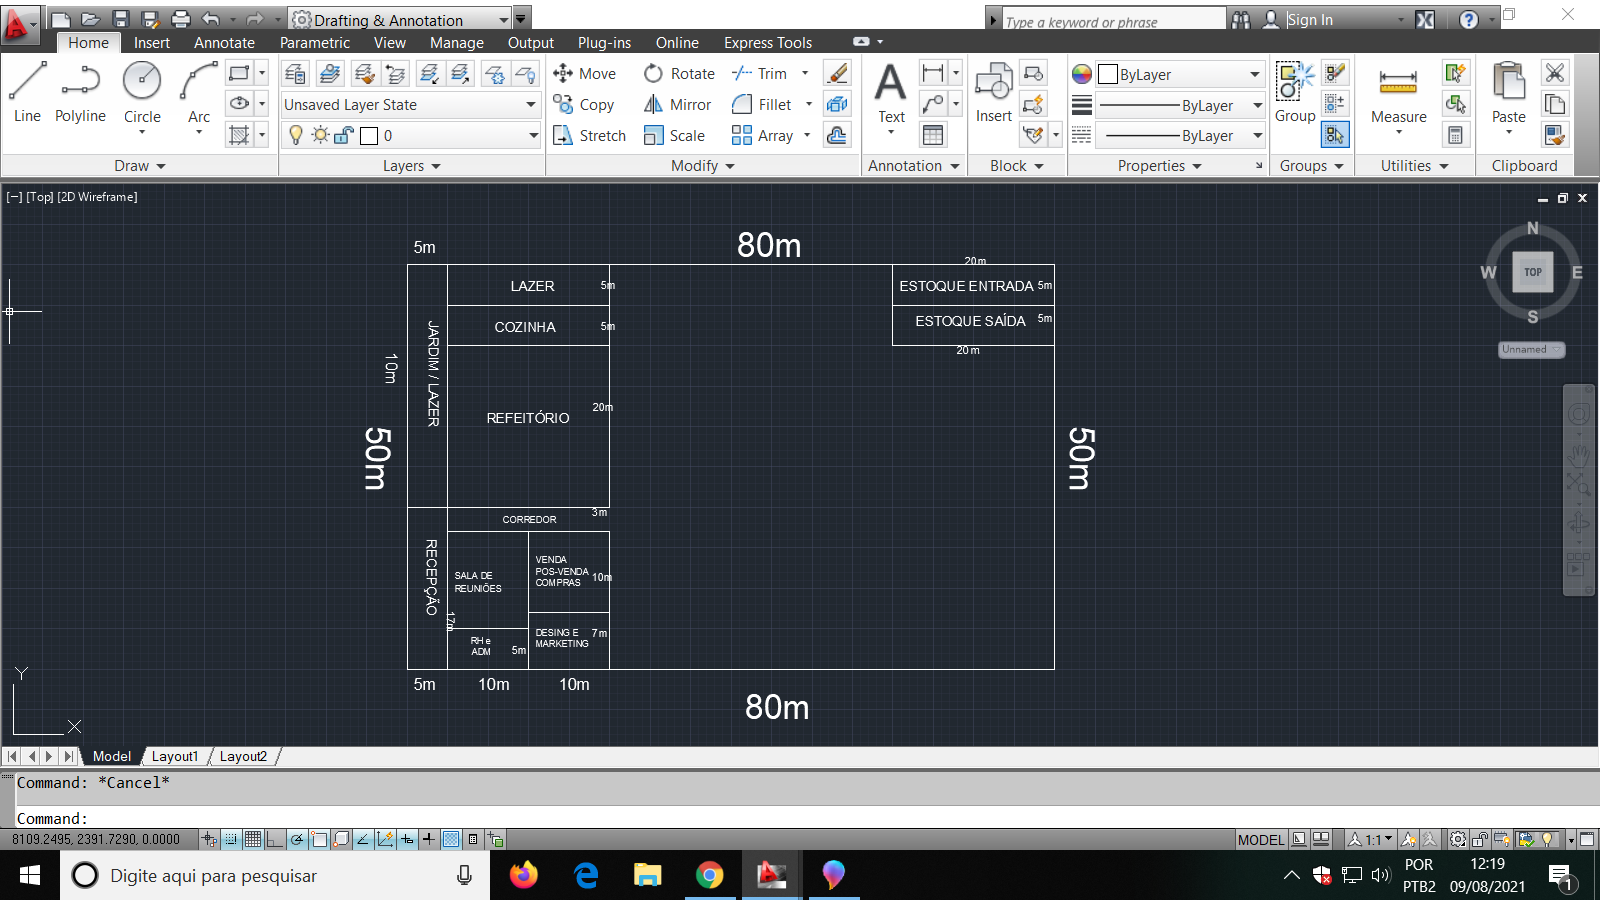 Drafting & Annotation
Type a keyword or phrase
Sign In
Home Insert Annotate Parametric View Manage Output Plug-ins Online Express Tools
Line Polyline Circle Arc
Draw
Unsaved Layer State
0
Layers
Move Rotate Trim
Copy Mirror Fillet
Stretch Scale Array
Modify
Text
Annotation
Insert
Block
ByLayer
ByLayer
ByLayer
Properties
Group
Groups
Measure
Utilities
Paste
Clipboard
[−] [Top] [2D Wireframe]
N
W TOP E
S
Unnamed
5m 80m
20m
LAZER 5m
ESTOQUE ENTRADA 5m
COZINHA 5m
ESTOQUE SAÍDA 5m
20 m
JARDIM / LAZER
10m
REFEITÓRIO 20m
50m
50m
CORREDOR 3m
RECEPÇÃO
SALA DE
REUNIÕES
VENDA
POS-VENDA
COMPRAS
10m
17m
RH e
ADM
5m
DESING E
MARKETING
7m
5m 10m 10m
80m
Y
X
Model Layout1 Layout2
Command: *Cancel*
Command:
8109.2495, 2391.7290, 0.0000
MODEL 1:1
Digite aqui para pesquisar
POR
PTB2
12:19
09/08/2021
1